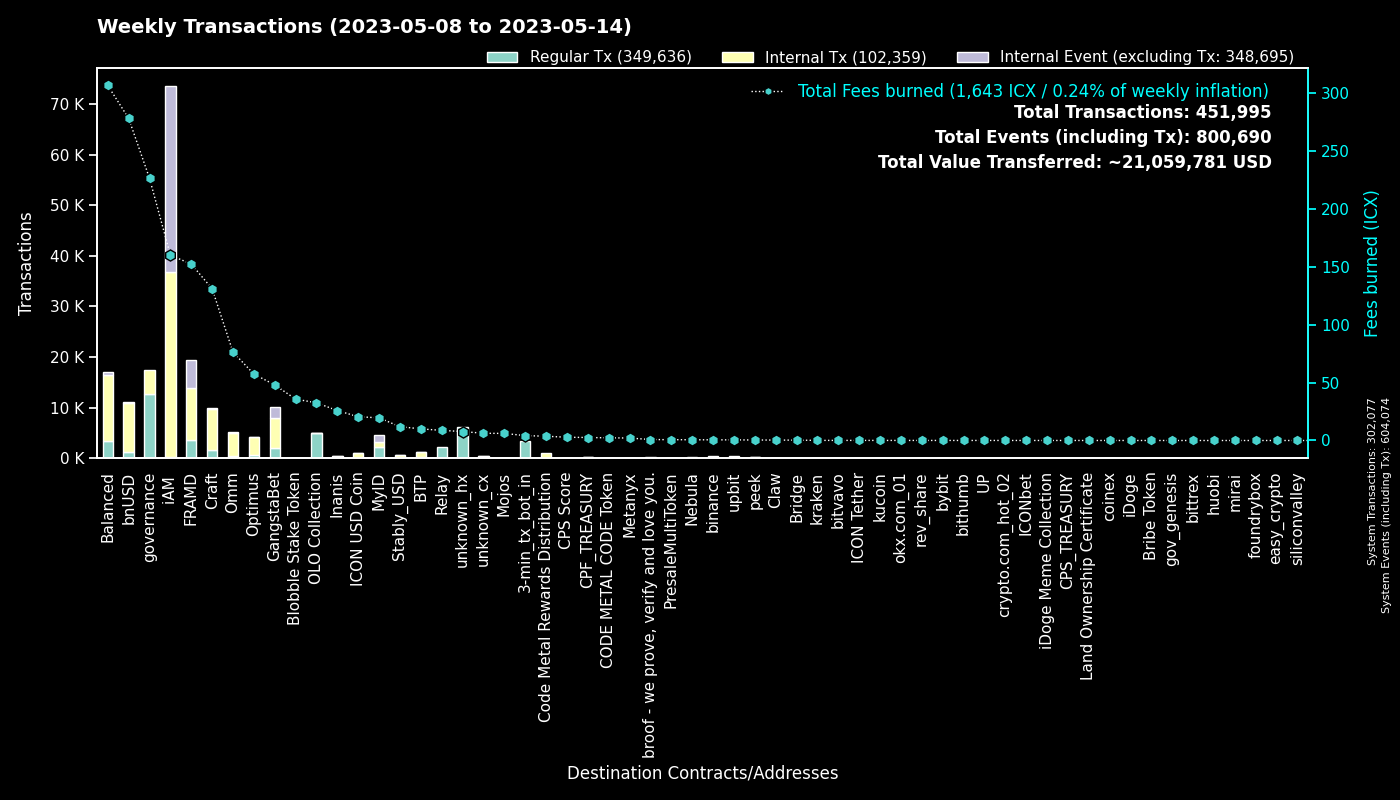 Weekly Transactions (2023-05-08 to 2023-05-14)
Regular Tx (349,636)
Internal Tx (102,359)
Internal Event (excluding Tx: 348,695)
Total Fees burned (1,643 ICX / 0.24% of weekly inflation)
Total Transactions: 451,995
Total Events (including Tx): 800,690
Total Value Transferred: ~21,059,781 USD
Transactions
70 K
60 K
50 K
40 K
30 K
20 K
10 K
0 K
300
250
200
150
100
50
0
Fees burned (ICX)
System Transactions: 302,077
System Events (including Tx): 604,074
Balanced
bnUSD
governance
iAM
FRAMD
Craft
Omm
Optimus
GangstaBet
Blobble Stake Token
OLO Collection
Inanis
ICON USD Coin
MyID
Stably_USD
BTP
Relay
unknown_hx
unknown_cx
Mojos
3-min_tx_bot_in
Code Metal Rewards Distribution
CPS Score
CPF_TREASURY
CODE METAL CODE Token
Metanyx
broof - we prove, verify and love you.
PresaleMultiToken
Nebula
binance
upbit
peek
Claw
Bridge
kraken
bitvavo
ICON Tether
kucoin
okx.com_01
rev_share
bybit
bithumb
UP
crypto.com_hot_02
ICONbet
iDoge Meme Collection
CPS_TREASURY
Land Ownership Certificate
coinex
iDoge
Bribe Token
gov_genesis
bittrex
huobi
mirai
foundrybox
easy_crypto
siliconvalley
Destination Contracts/Addresses